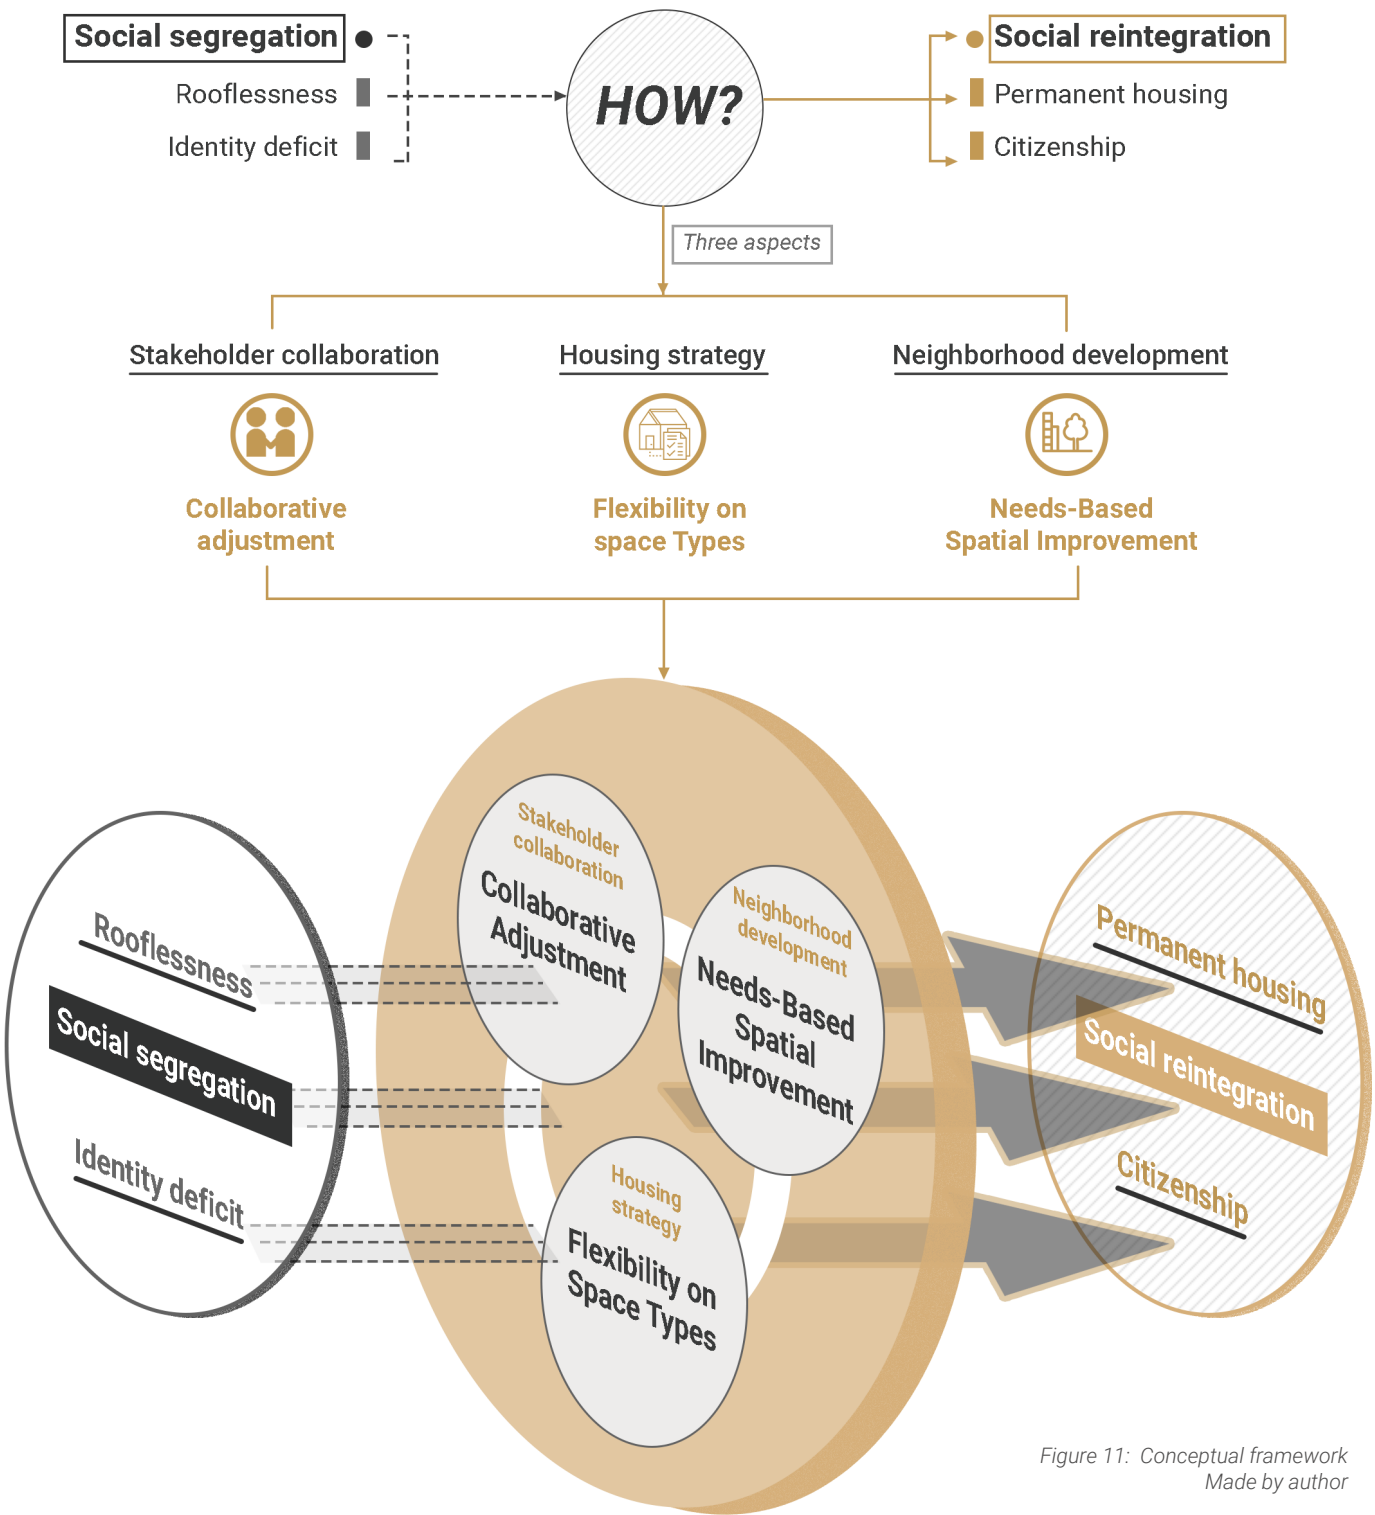 Social segregation
Rooflessness
Identity deficit
HOW?
Social reintegration
Permanent housing
Citizenship
Three aspects
Stakeholder collaboration
Housing strategy
Neighborhood development
Collaborative
adjustment
Flexibility on
space Types
Needs-Based
Spatial Improvement
Rooflessness
Social segregation
Identity deficit
Stakeholder
collaboration
Collaborative
Adjustment
Neighborhood
development
Needs-Based
Spatial
Improvement
Housing
strategy
Flexibility on
Space Types
Permanent housing
Social reintegration
Citizenship
Figure 11: Conceptual framework
Made by author